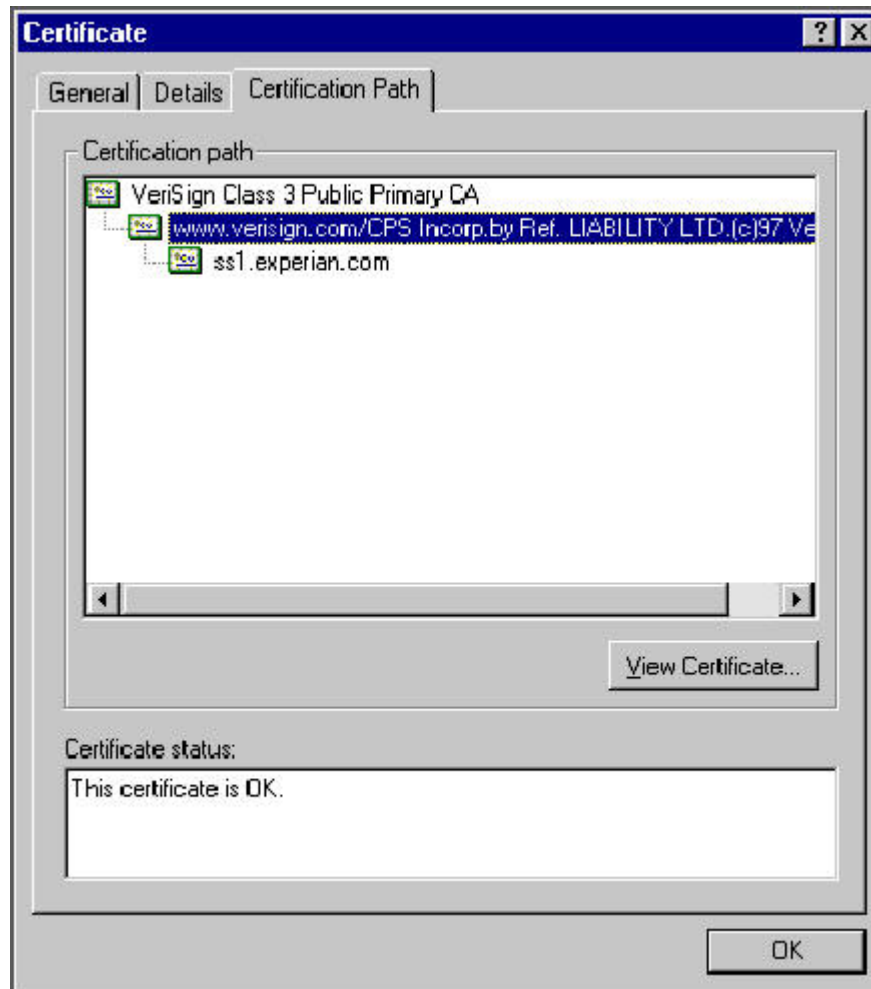 Certificate
General
Details
Certification Path
Certification path
VeriSign Class 3 Public Primary CA
www.verisign.com/CPS Incorp.by Ref. LIABILITY LTD.(c)97 Ve
ss1.experian.com
View Certificate...
Certificate status:
This certificate is OK.
OK